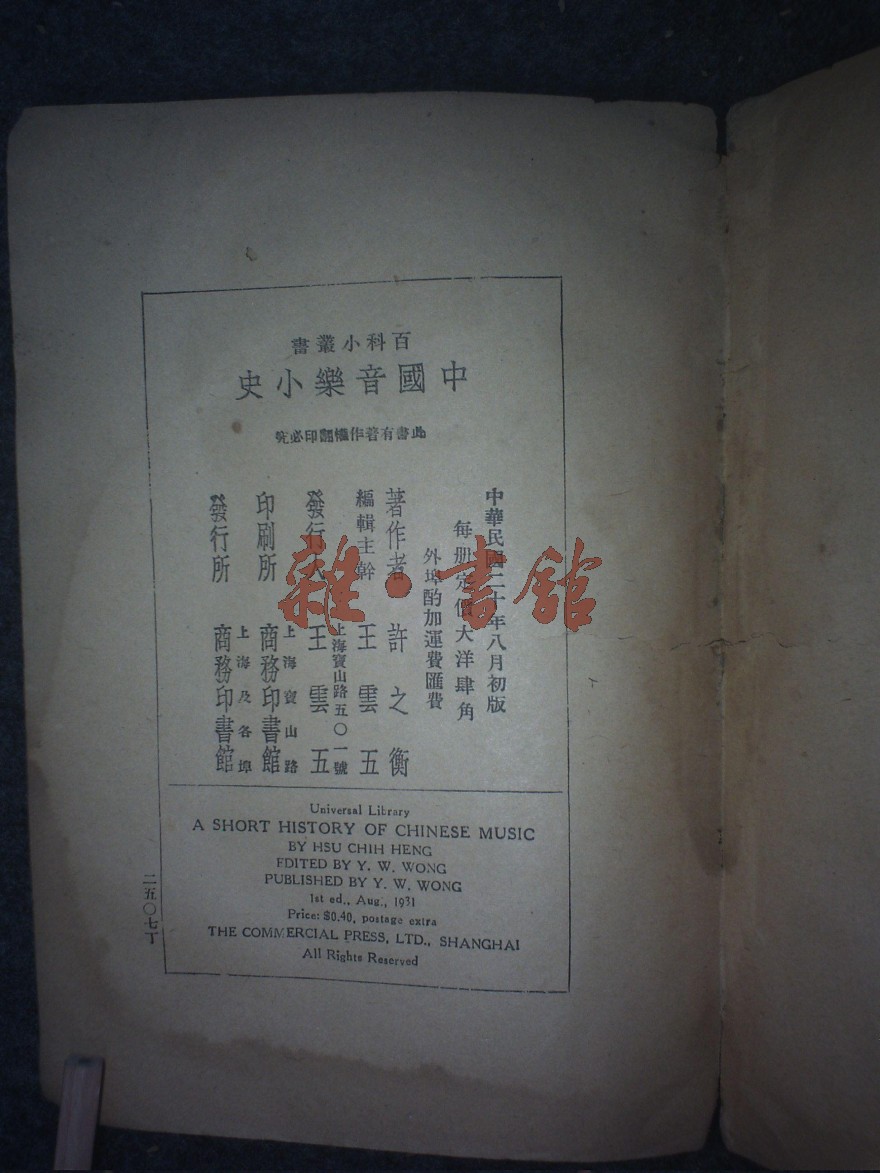 百科小叢書
中國音樂小史
此書有著作權翻印必究
中華民國二十年八月初版
每册定價大洋肆角
外埠酌加運費匯費
著作者 許之衡
編輯主幹 王雲五
上海寶山路五〇一號
發行人 王雲五
上海寶山路
印刷所 商務印書館
上海及各埠
發行所 商務印書館
Universal Library
A SHORT HISTORY OF CHINESE MUSIC
BY HSU CHIH HENG
FDITED BY Y. W. WONG
PUBLISHED BY Y. W. WONG
1st ed., Aug., 1931
Price: $0.40, postage extra
THE COMMERCIAL PRESS, LTD., SHANGHAI
All Rights Reserved
二五〇七丁
雜·書館